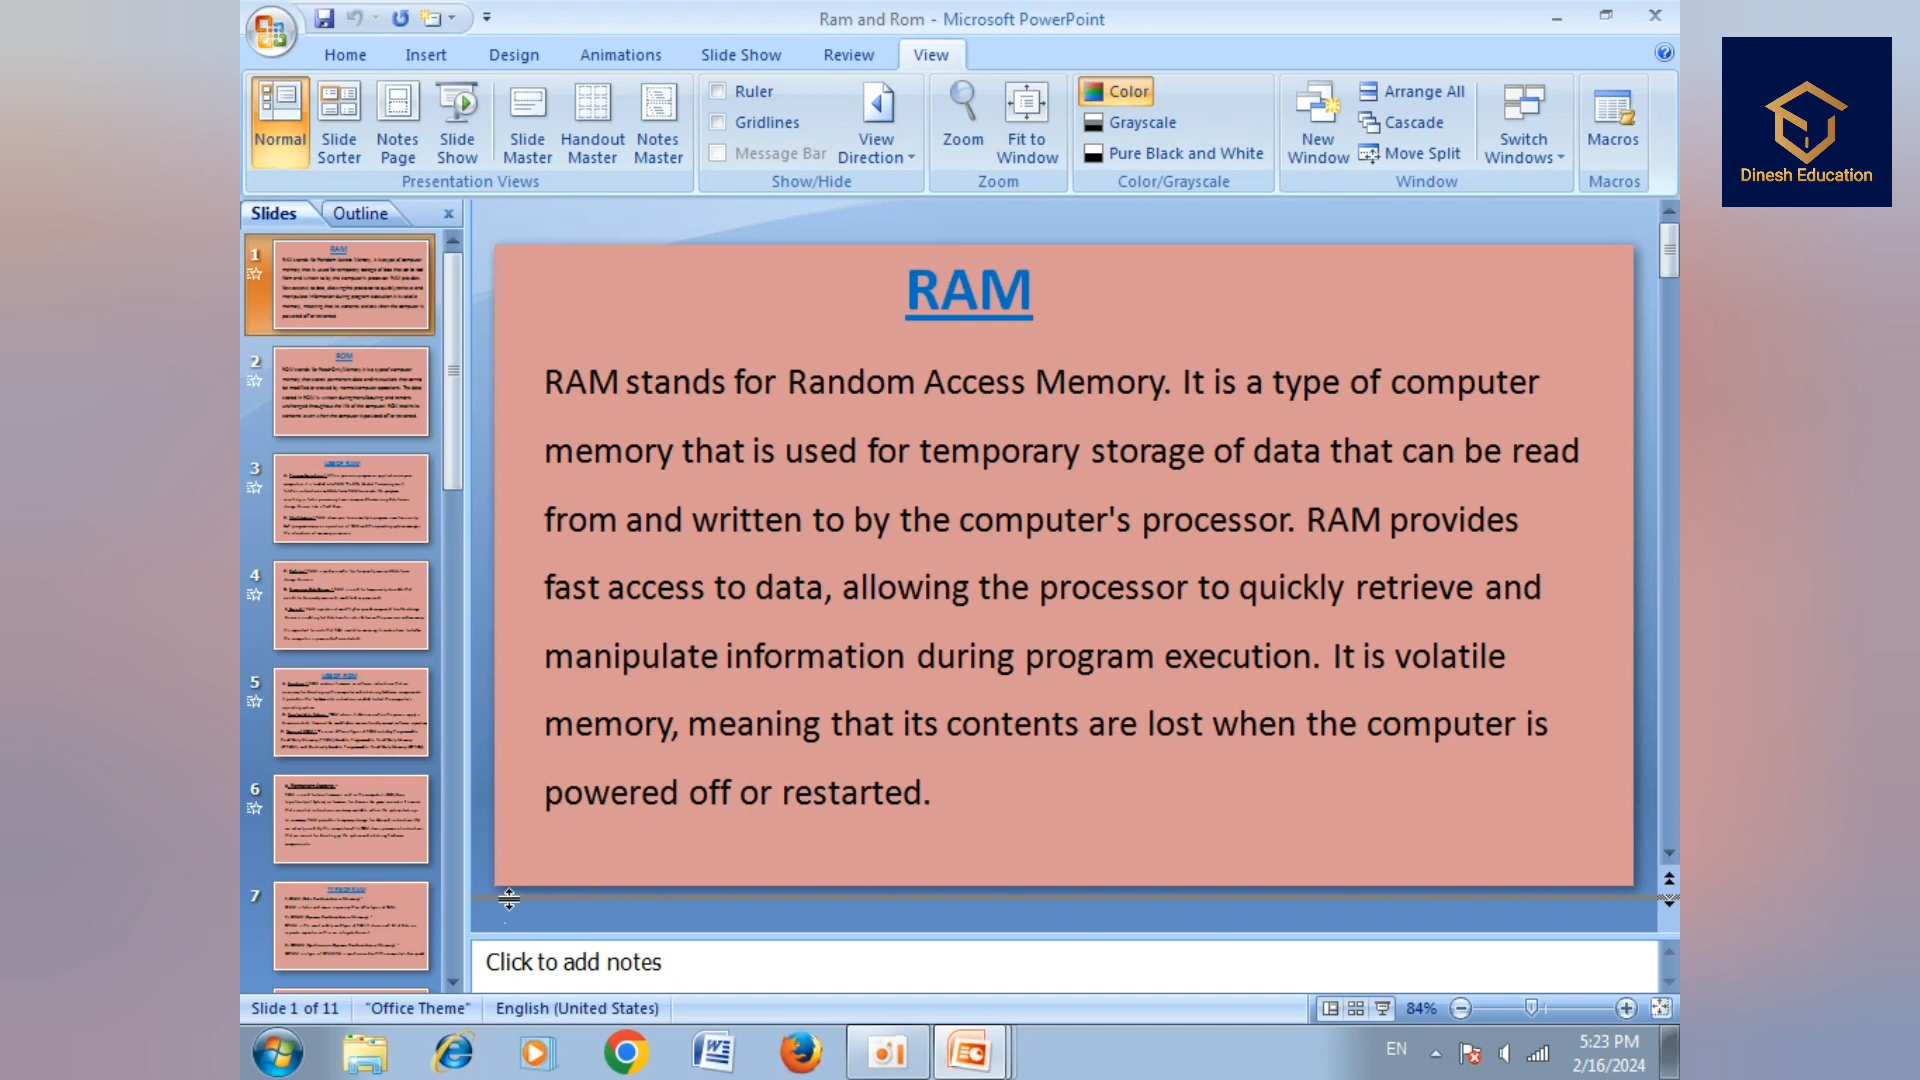 Ram and Rom - Microsoft PowerPoint
Home Insert Design Animations Slide Show Review View
Normal
Slide Sorter
Notes Page
Slide Show
Slide Master
Handout Master
Notes Master
Presentation Views
Ruler
Gridlines
Message Bar
View Direction
Show/Hide
Zoom
Fit to Window
Zoom
Color
Grayscale
Pure Black and White
Color/Grayscale
New Window
Arrange All
Cascade
Move Split
Switch Windows
Window
Macros
Macros
Dinesh Education
Slides Outline
1
RAM
2
ROM
3
4
5
6
7
RAM
RAM stands for Random Access Memory. It is a type of computer
memory that is used for temporary storage of data that can be read
from and written to by the computer's processor. RAM provides
fast access to data, allowing the processor to quickly retrieve and
manipulate information during program execution. It is volatile
memory, meaning that its contents are lost when the computer is
powered off or restarted.
Click to add notes
Slide 1 of 11 "Office Theme" English (United States) 84%
EN
5:23 PM
2/16/2024